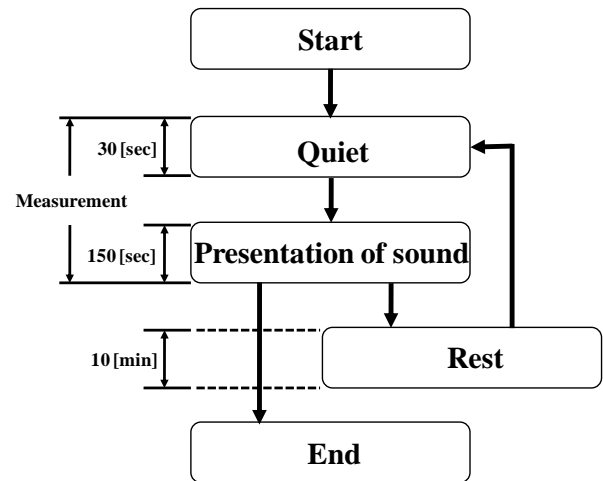 Start
30[sec]
Quiet
Measurement
150[sec]
Presentation of sound
10[min]
Rest
End